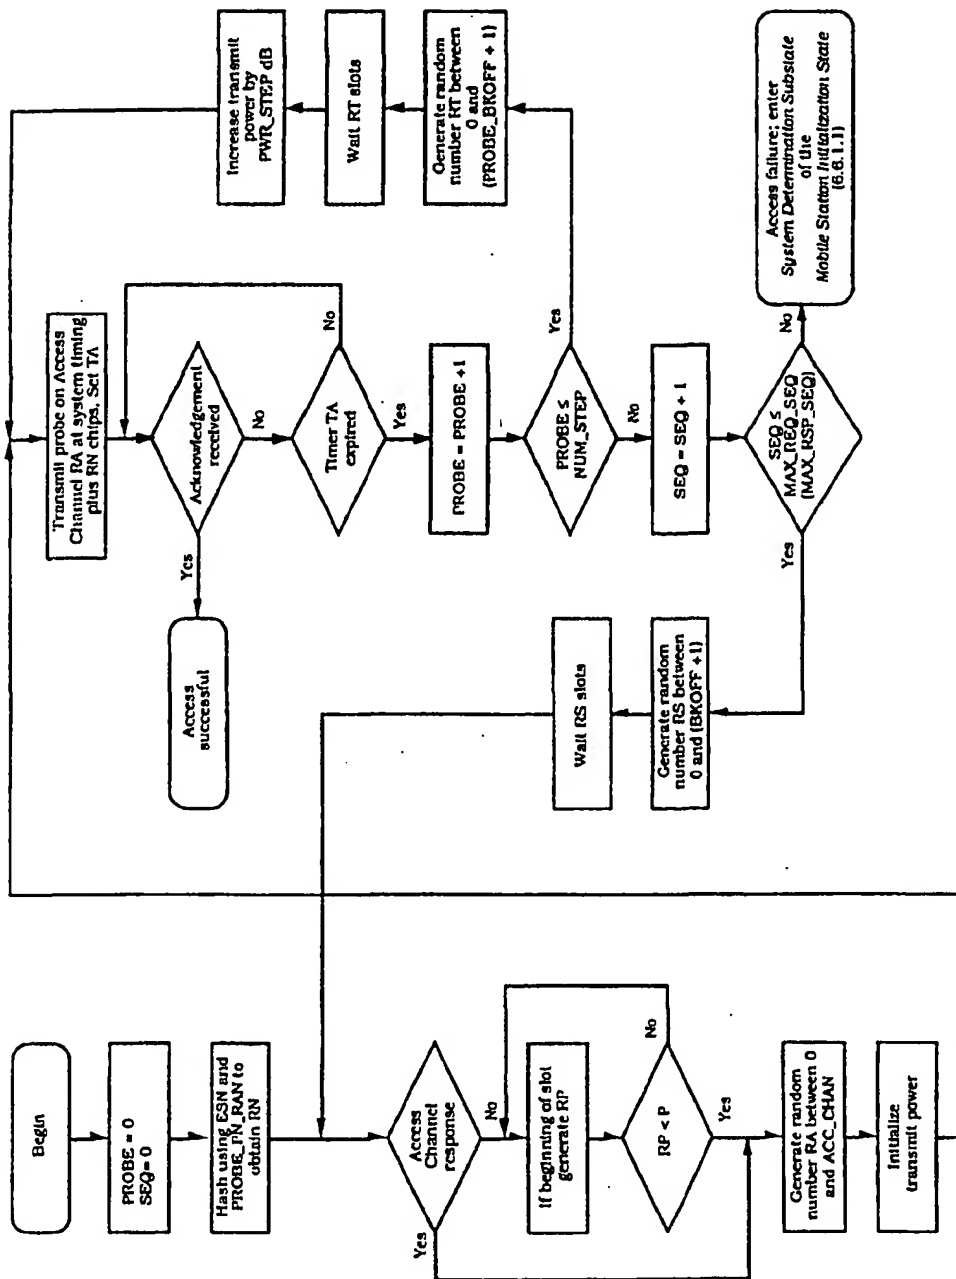 Begin
PROBE = 0
SEQ = 0
Hash using ESN and
PROBE_PN_RAN to
obtain RN
Access
Channel
response
Yes
No
If beginning of slot
generate RP
RP < P
No
Yes
Generate random
number RA between 0
and ACC_CHAN
Initialize
transmit power
Transmit probe on Access
Channel RA at system timing
plus RN chips. Set TA
Acknowledgement
received
Yes
Access
successful
No
Timer TA
expired
No
Yes
PROBE = PROBE +1
PROBE ≤
NUM_STEP
Yes
Generate random
number RT between
0 and
(PROBE_BKOFF + 1)
Wait RT slots
Increase transmit
power by
PWR_STEP dB
No
SEQ = SEQ + 1
SEQ ≤
MAX_REQ_SEQ
(MAX_RSP_SEQ)
No
Access failure; enter
System Determination Substate
of the
Mobile Station Initialization State
(6.6.1.1)
Yes
Generate random
number RS between
0 and (BKOFF +1)
Wait RS slots